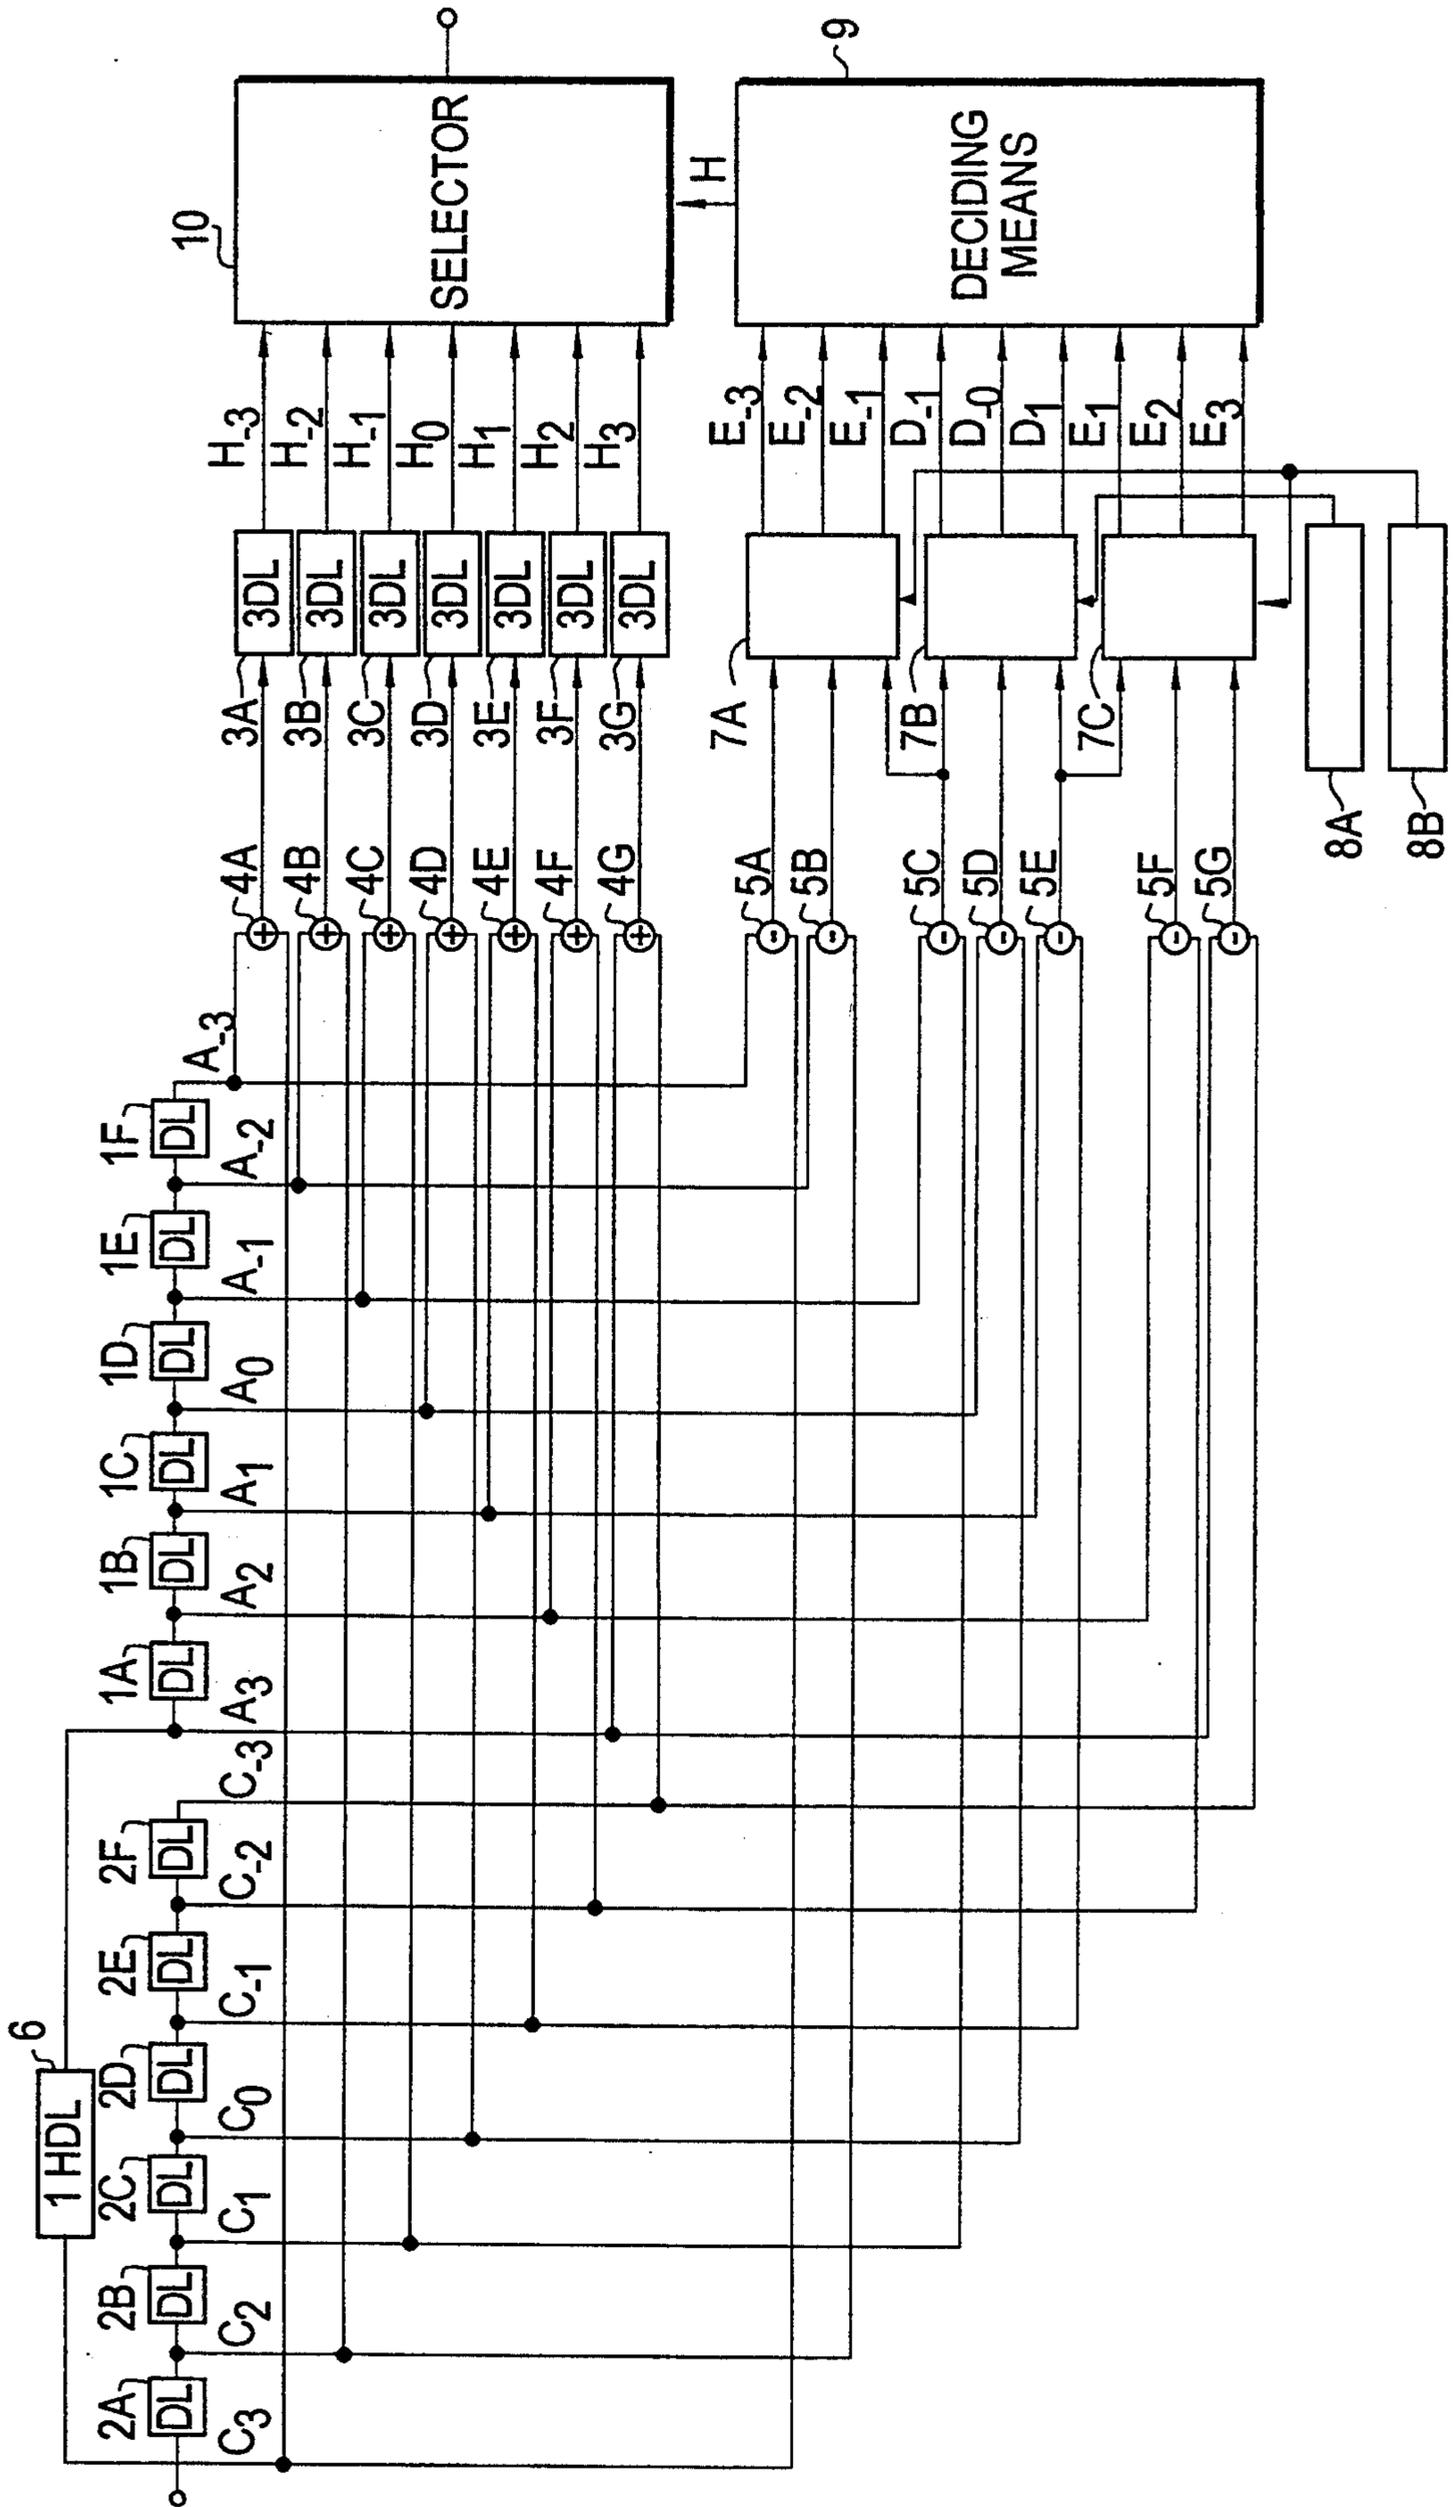 6
1 HDL
2A
2B
2C
2D
2E
2F
1A
1B
1C
1D
1E
1F
DL
DL
DL
DL
DL
DL
DL
DL
DL
DL
DL
DL
C3
C2
C1
C0
C-1
C-2
C-3
A3
A2
A1
A0
A-1
A-2
A-3
4A
3A
3DL
H-3
4B
3B
3DL
H-2
4C
3C
3DL
H-1
4D
3D
3DL
H0
4E
3E
3DL
H1
4F
3F
3DL
H2
4G
3G
3DL
H3
10
SELECTOR
H
5A
5B
5C
5D
5E
5F
5G
7A
7B
7C
E-3
E-2
E-1
D-1
D-0
D1
E1
E2
E3
9
DECIDING
MEANS
8A
8B